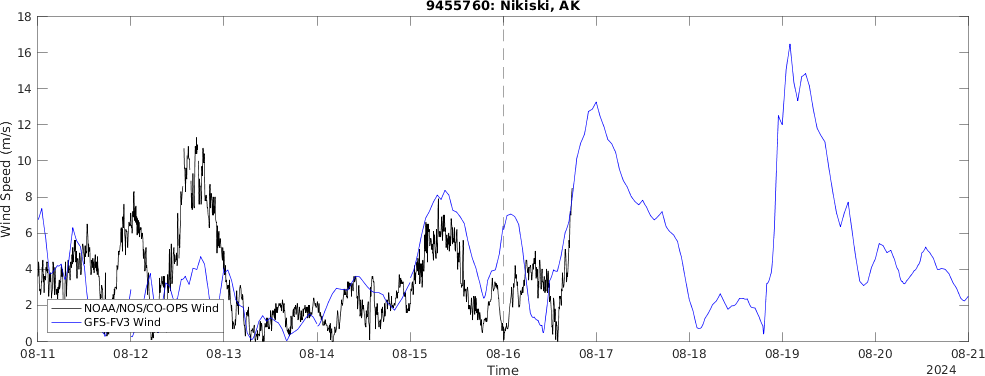 9455760: Nikiski, AK
Wind Speed (m/s)
18
16
14
12
10
8
6
4
2
0
NOAA/NOS/CO-OPS Wind
GFS-FV3 Wind
08-11 08-12 08-13 08-14 08-15 08-16 08-17 08-18 08-19 08-20 08-21
Time
2024